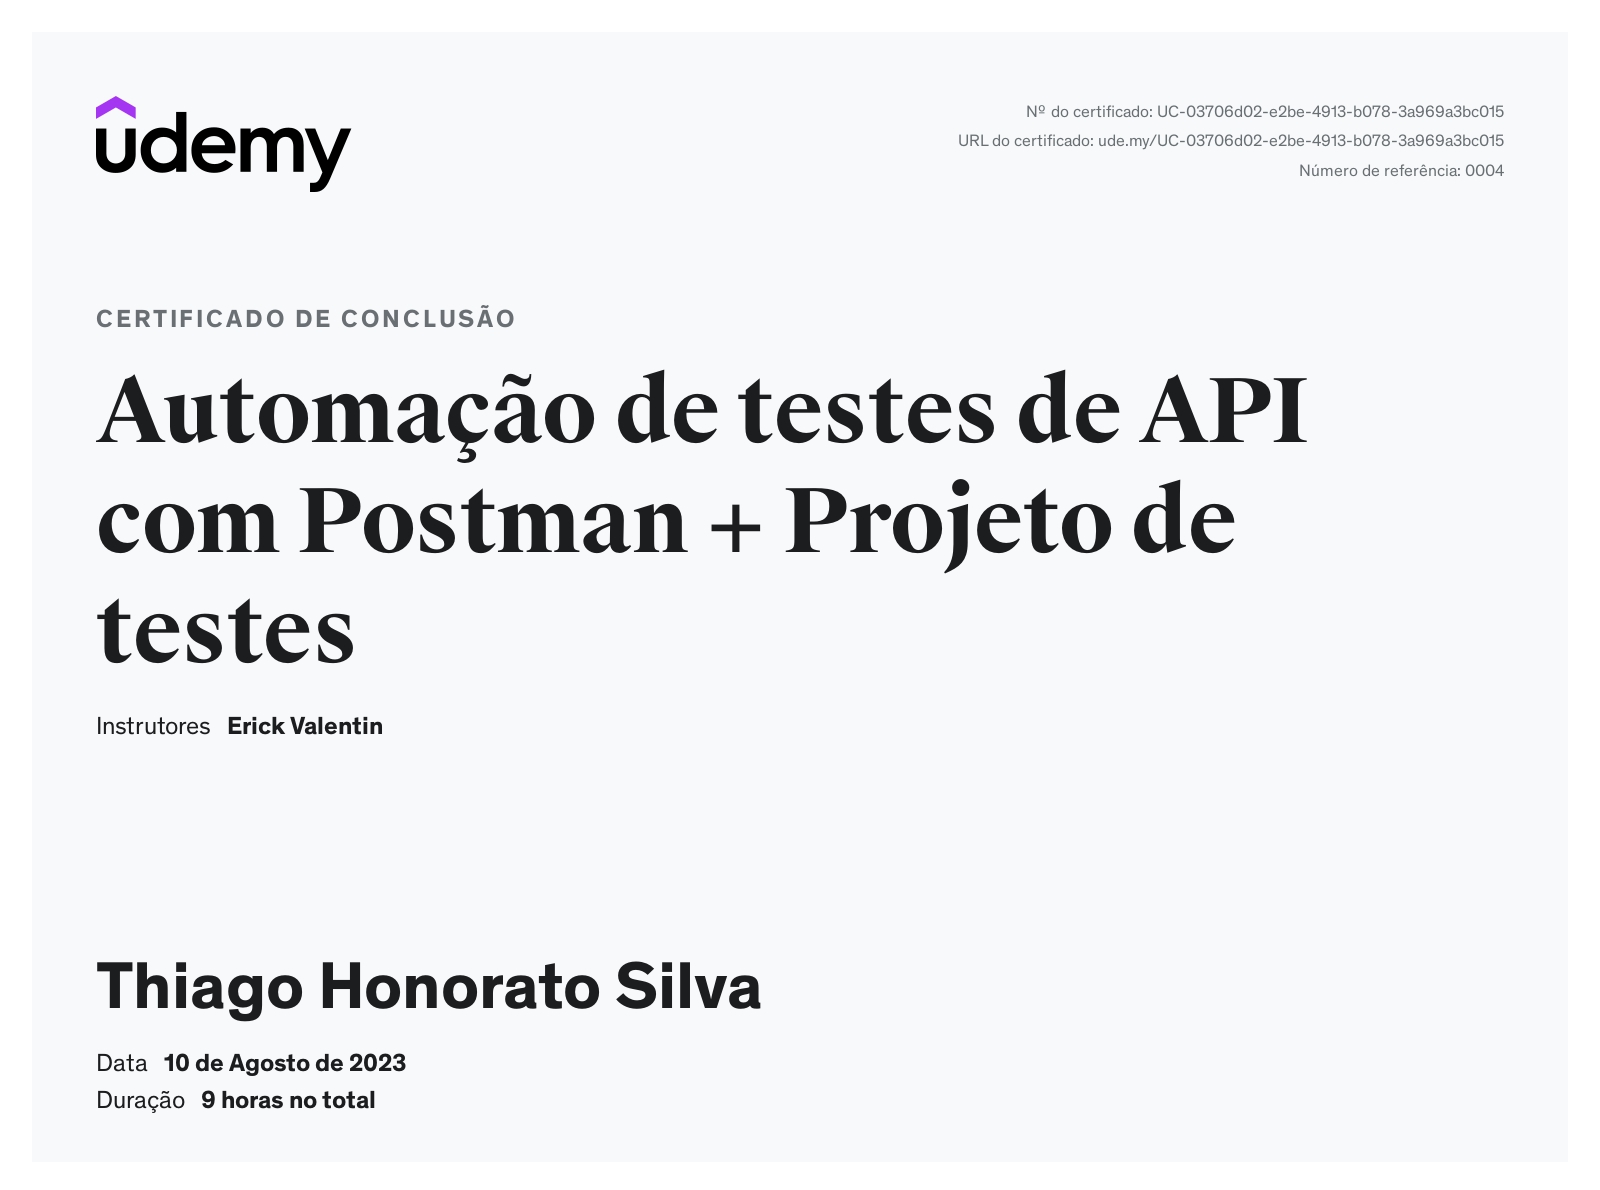 udemy
Nº do certificado: UC-03706d02-e2be-4913-b078-3a969a3bc015
URL do certificado: ude.my/UC-03706d02-e2be-4913-b078-3a969a3bc015
Número de referência: 0004
CERTIFICADO DE CONCLUSÃO
Automação de testes de API
com Postman + Projeto de
testes
Instrutores Erick Valentin
Thiago Honorato Silva
Data 10 de Agosto de 2023
Duração 9 horas no total